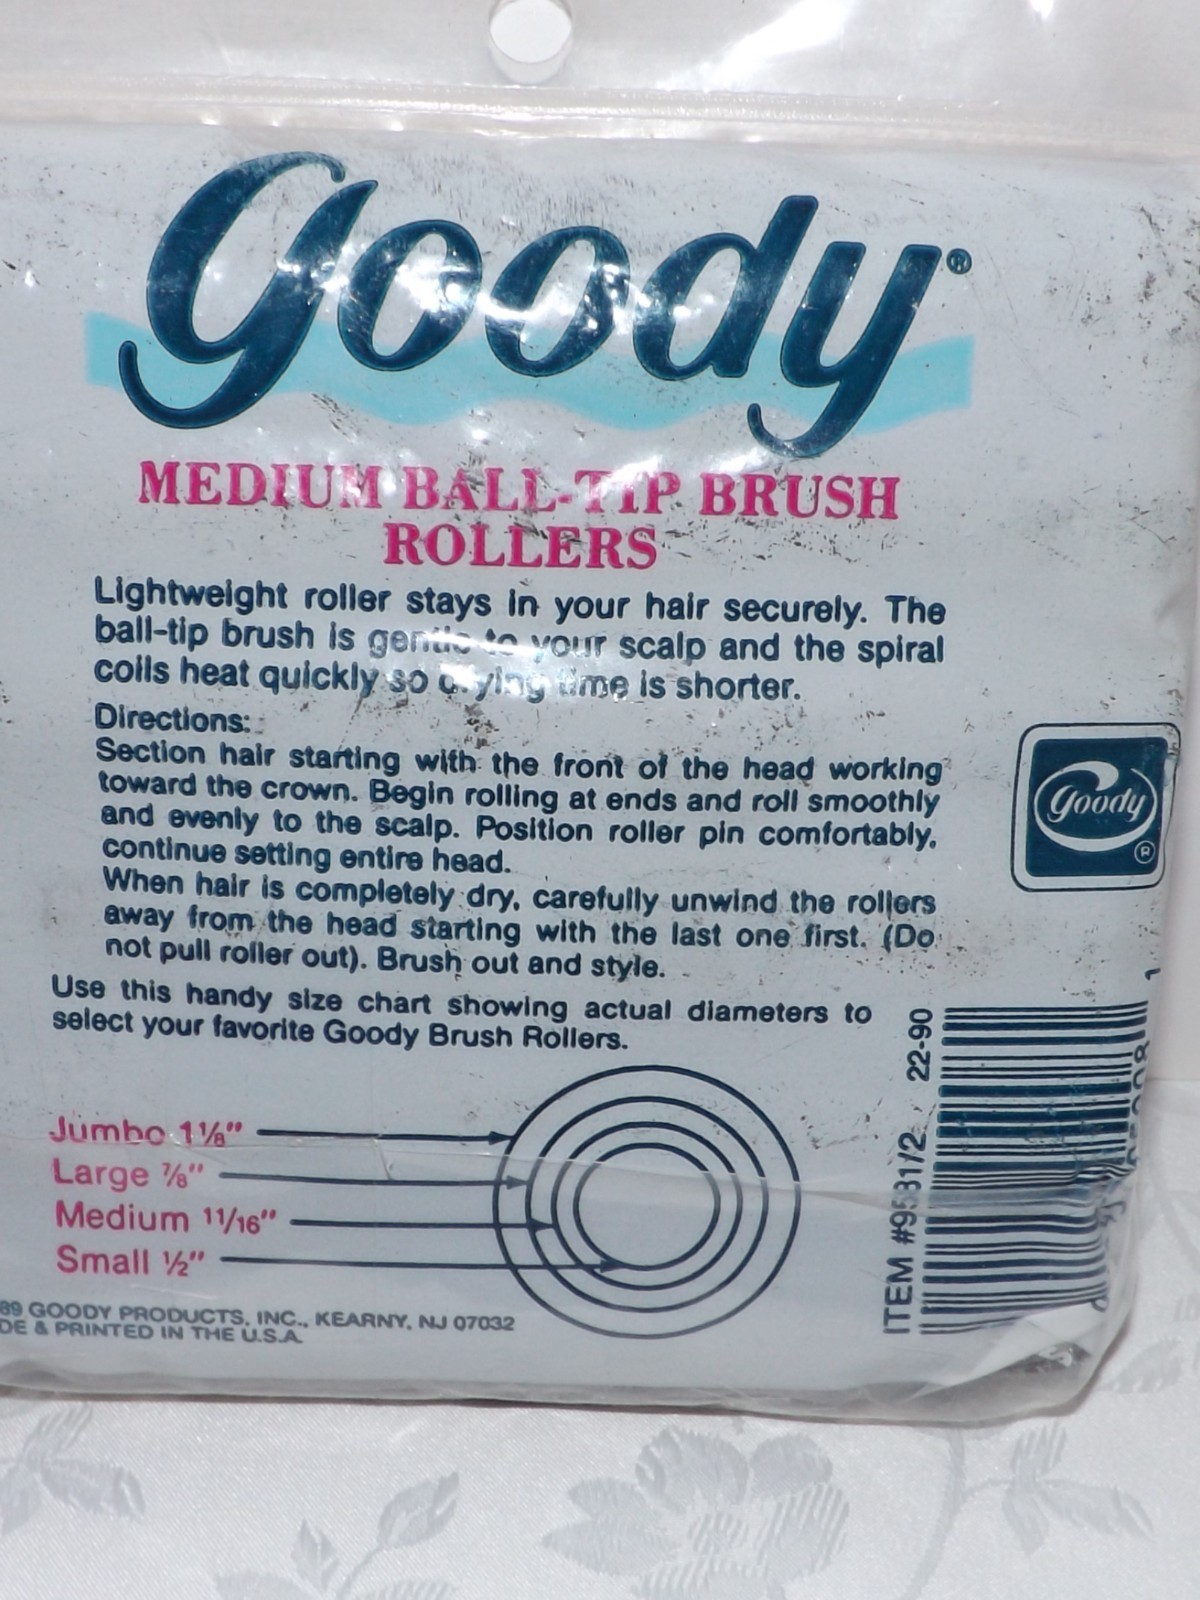 goody®
MEDIUM BALL-TIP BRUSH
ROLLERS
Lightweight roller stays in your hair securely. The
ball-tip brush is gentle to your scalp and the spiral
coils heat quickly so drying time is shorter.
Directions:
Section hair starting with the front of the head working
toward the crown. Begin rolling at ends and roll smoothly
and evenly to the scalp. Position roller pin comfortably,
continue setting entire head.
When hair is completely dry, carefully unwind the rollers
away from the head starting with the last one first. (Do
not pull roller out). Brush out and style.
Use this handy size chart showing actual diameters to
select your favorite Goody Brush Rollers.
Jumbo 1⅛"
Large ⅞"
Medium 11/16"
Small ½"
89 GOODY PRODUCTS, INC., KEARNY, NJ 07032
DE & PRINTED IN THE U.S.A.
goody ®
22-90
ITEM
1